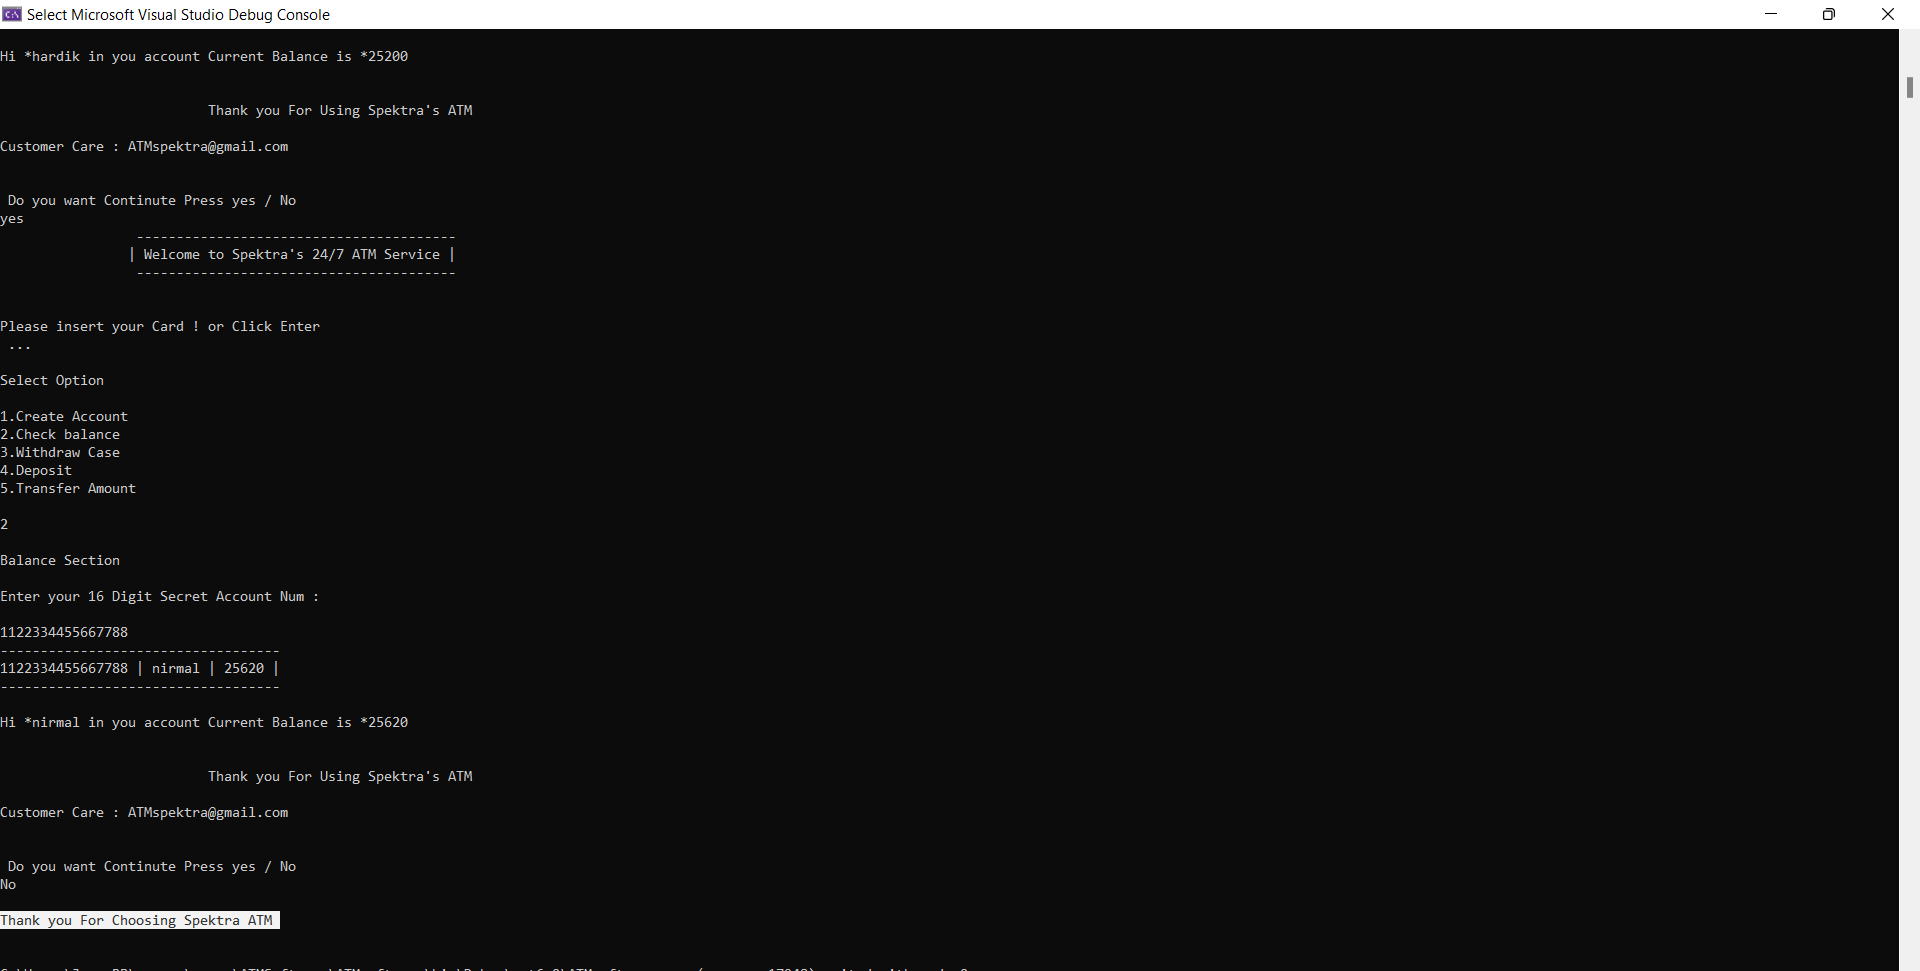 Select Microsoft Visual Studio Debug Console
Hi *hardik in you account Current Balance is *25200
Thank you For Using Spektra's ATM
Customer Care : ATMspektra@gmail.com
Do you want Continute Press yes / No
yes
----------------------------------------
| Welcome to Spektra's 24/7 ATM Service |
----------------------------------------
Please insert your Card ! or Click Enter
...
Select Option
1.Create Account
2.Check balance
3.Withdraw Case
4.Deposit
5.Transfer Amount
2
Balance Section
Enter your 16 Digit Secret Account Num :
1122334455667788
-----------------------------------
1122334455667788 | nirmal | 25620 |
-----------------------------------
Hi *nirmal in you account Current Balance is *25620
Thank you For Using Spektra's ATM
Customer Care : ATMspektra@gmail.com
Do you want Continute Press yes / No
No
Thank you For Choosing Spektra ATM